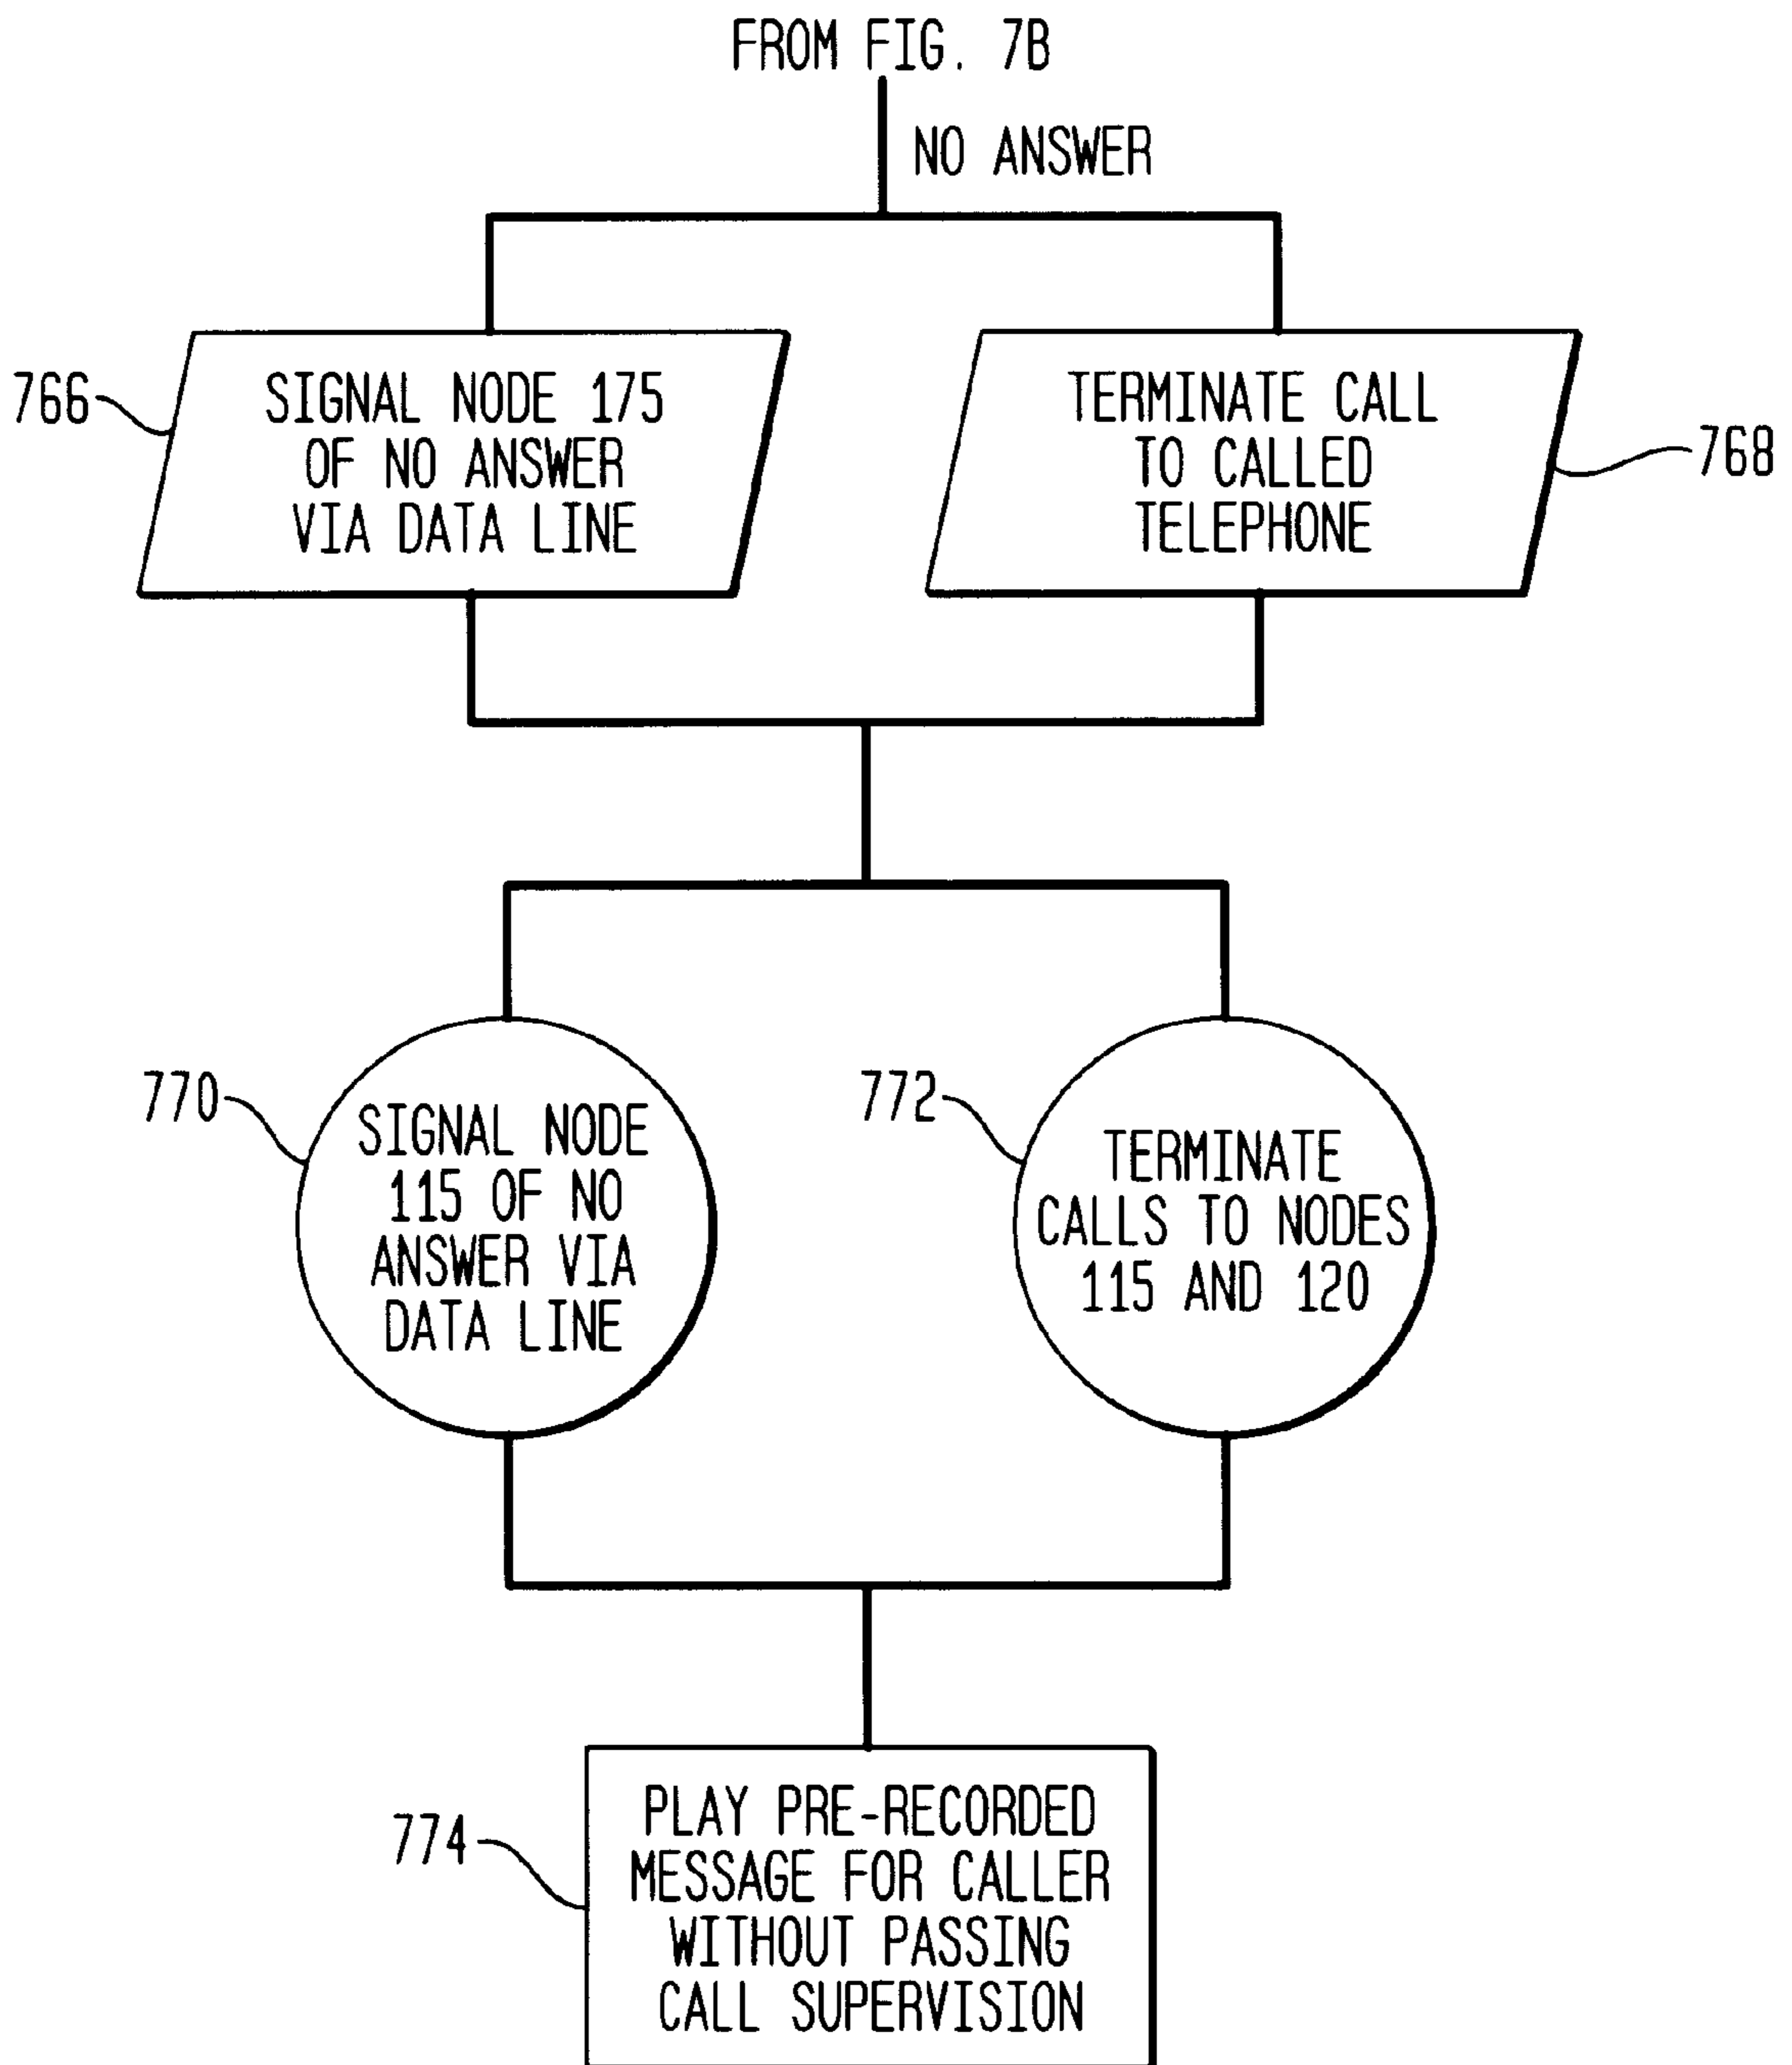 FROM FIG. 7B
NO ANSWER
766
SIGNAL NODE 175
OF NO ANSWER
VIA DATA LINE
TERMINATE CALL
TO CALLED
TELEPHONE
768
770
SIGNAL NODE
115 OF NO
ANSWER VIA
DATA LINE
772
TERMINATE
CALLS TO NODES
115 AND 120
774
PLAY PRE-RECORDED
MESSAGE FOR CALLER
WITHOUT PASSING
CALL SUPERVISION